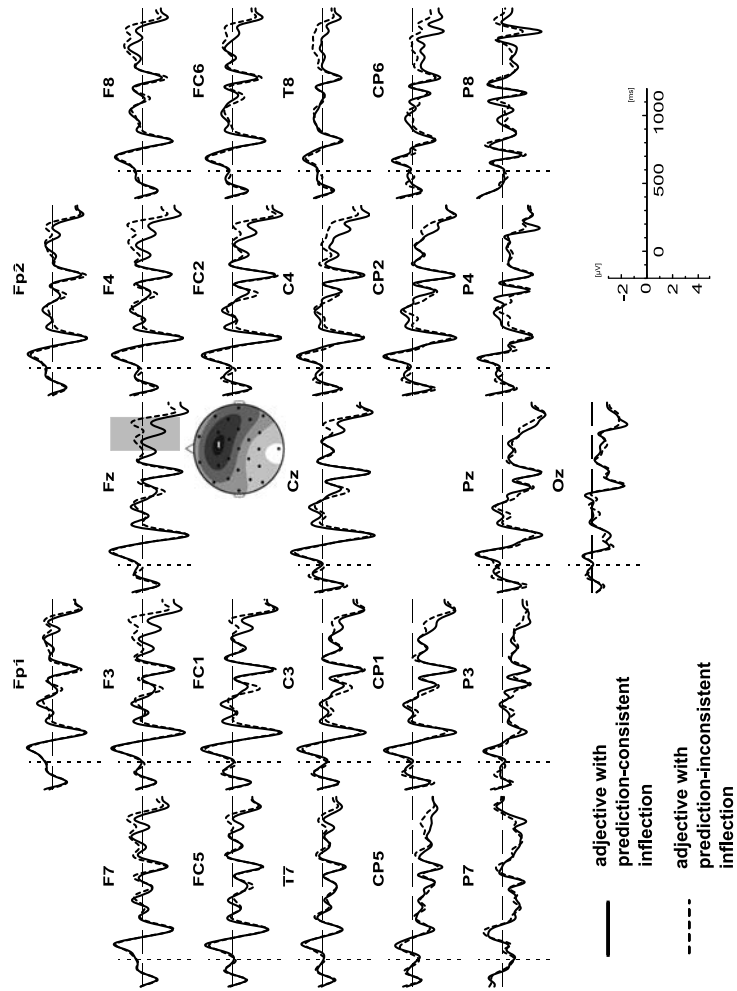 Fp1
Fp2
F7
F3
Fz
F4
F8
FC5
FC1
FC2
FC6
T7
C3
Cz
C4
T8
CP5
CP1
CP2
CP6
P7
P3
Pz
P4
P8
Oz
adjective with
prediction-consistent
inflection
adjective with
prediction-inconsistent
inflection
[µV]
-2
0
2
4
0
500
1000
[ms]